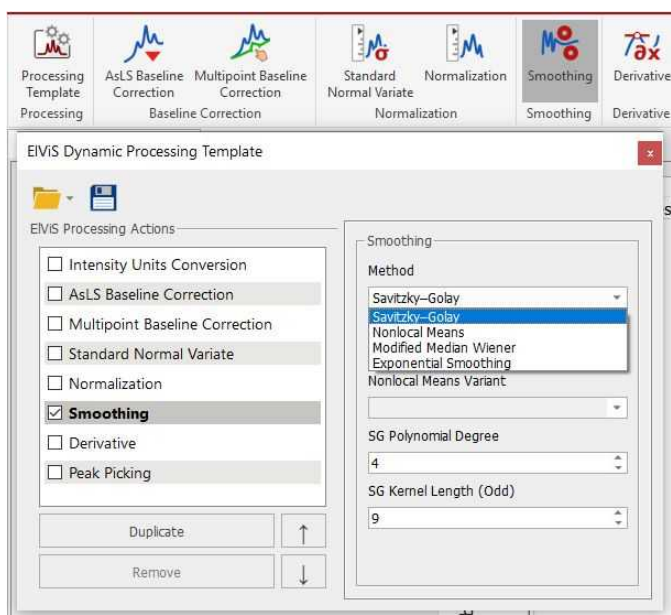 Processing
Template
AsLS Baseline
Correction
Multipoint Baseline
Correction
Standard
Normal Variate
Normalization
Smoothing
Derivative
Processing
Baseline Correction
Normalization
Smoothing
Derivative
ElViS Dynamic Processing Template
x
ElViS Processing Actions
Intensity Units Conversion
AsLS Baseline Correction
Multipoint Baseline Correction
Standard Normal Variate
Normalization
Smoothing
Derivative
Peak Picking
Duplicate
↑
Remove
↓
Smoothing
Method
Savitzky–Golay
Savitzky–Golay
Nonlocal Means
Modified Median Wiener
Exponential Smoothing
Nonlocal Means Variant
SG Polynomial Degree
4
SG Kernel Length (Odd)
9